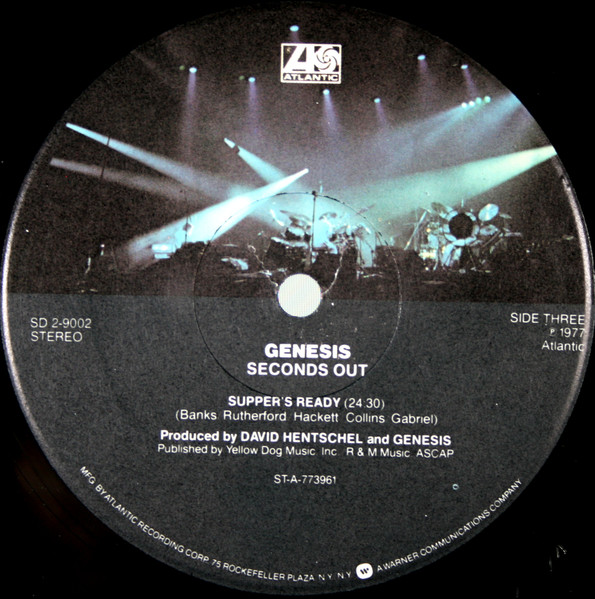 ATLANTIC
SD 2-9002
STEREO
SIDE THREE
℗ 1977
Atlantic
GENESIS
SECONDS OUT
SUPPER'S READY (24:30)
(Banks Rutherford Hackett Collins Gabriel)
Produced by DAVID HENTSCHEL and GENESIS
Published by Yellow Dog Music Inc R & M Music ASCAP
ST-A-773961
MFG BY ATLANTIC RECORDING CORP 75 ROCKEFELLER PLAZA N.Y. N.Y. A WARNER COMMUNICATIONS COMPANY